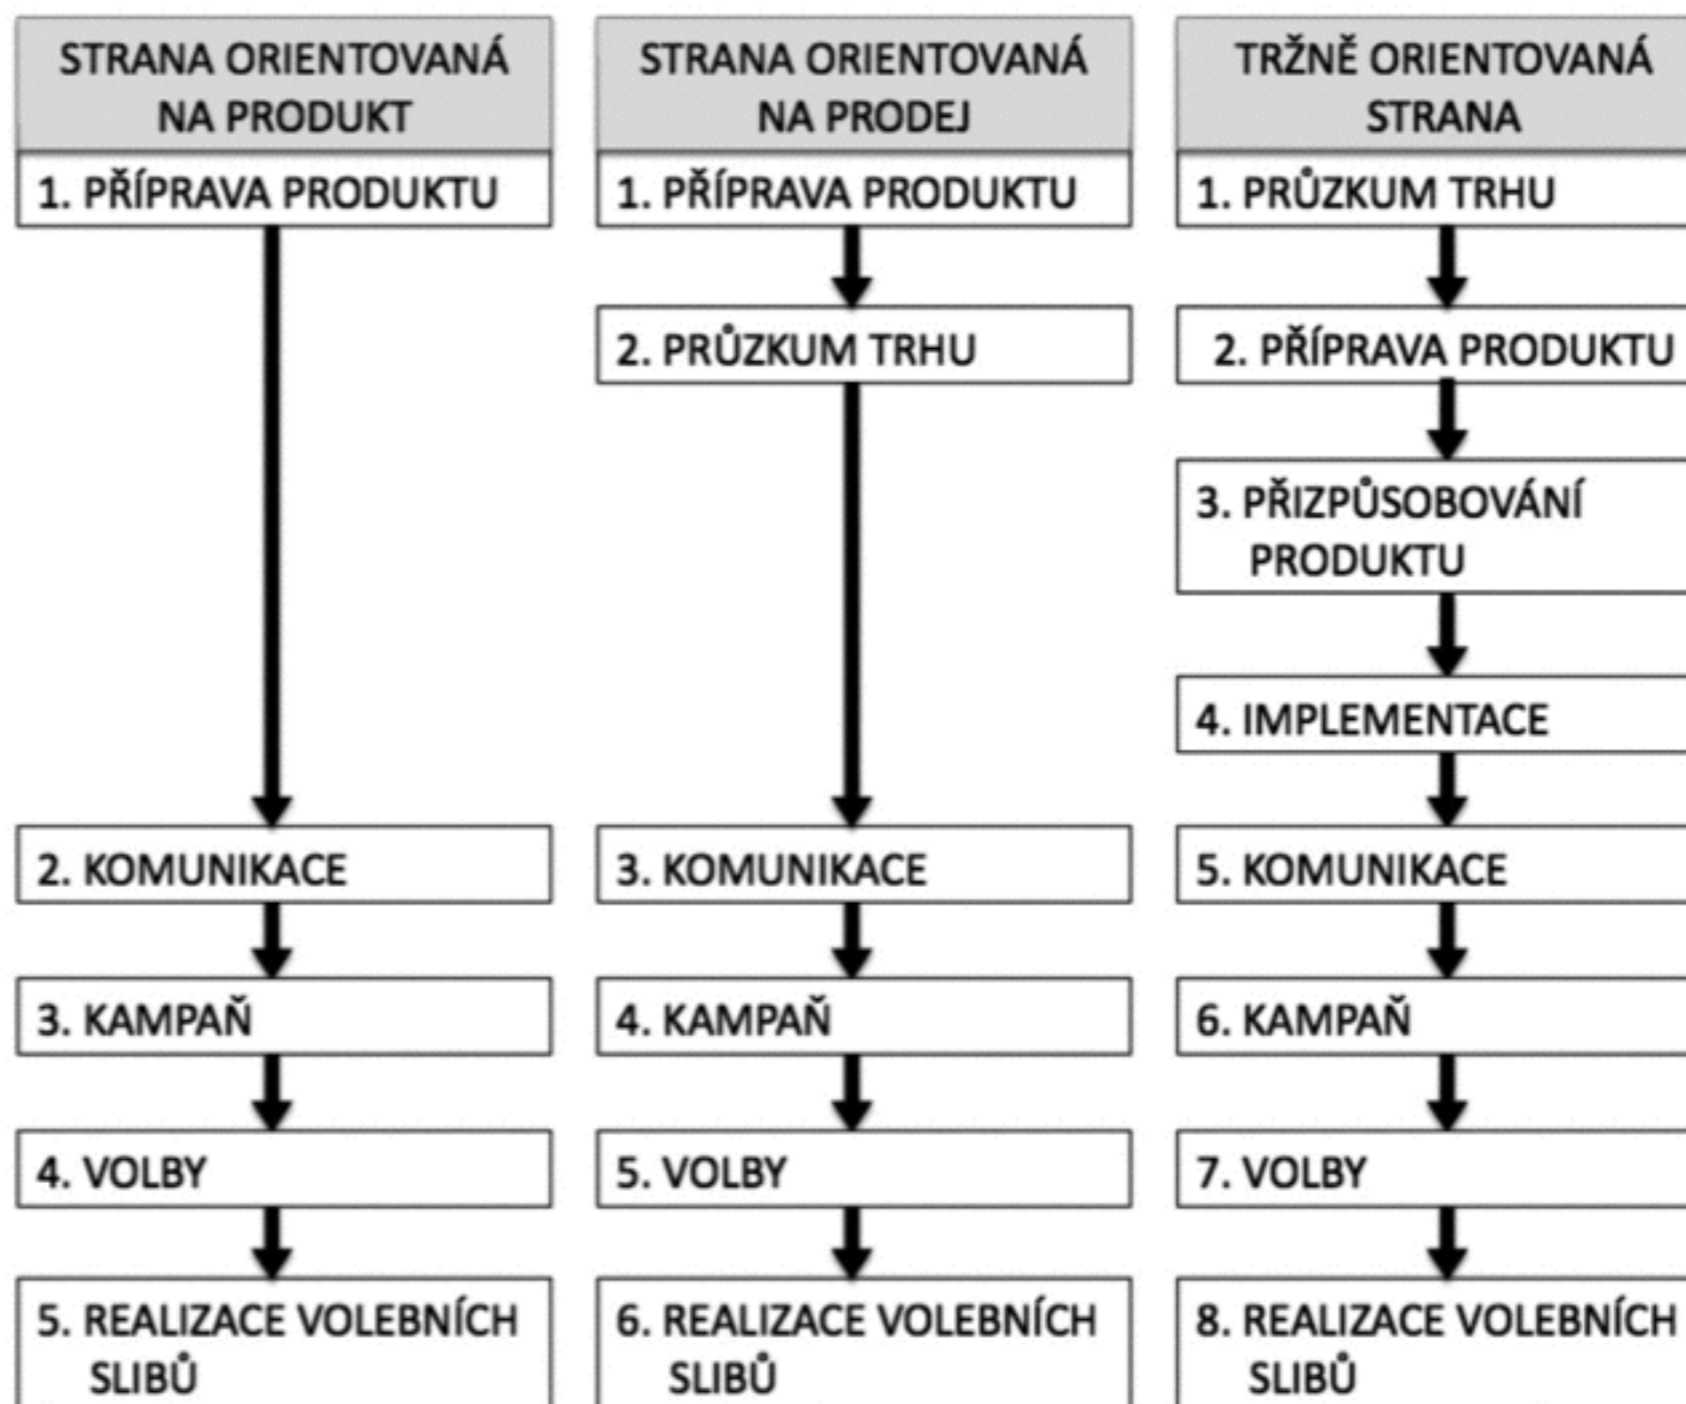 STRANA ORIENTOVANÁ
NA PRODUKT
1. PŘÍPRAVA PRODUKTU
2. KOMUNIKACE
3. KAMPAŇ
4. VOLBY
5. REALIZACE VOLEBNÍCH
SLIBŮ
STRANA ORIENTOVANÁ
NA PRODEJ
1. PŘÍPRAVA PRODUKTU
2. PRŮZKUM TRHU
3. KOMUNIKACE
4. KAMPAŇ
5. VOLBY
6. REALIZACE VOLEBNÍCH
SLIBŮ
TRŽNĚ ORIENTOVANÁ
STRANA
1. PRŮZKUM TRHU
2. PŘÍPRAVA PRODUKTU
3. PŘIZPŮSOBOVÁNÍ
PRODUKTU
4. IMPLEMENTACE
5. KOMUNIKACE
6. KAMPAŇ
7. VOLBY
8. REALIZACE VOLEBNÍCH
SLIBŮ